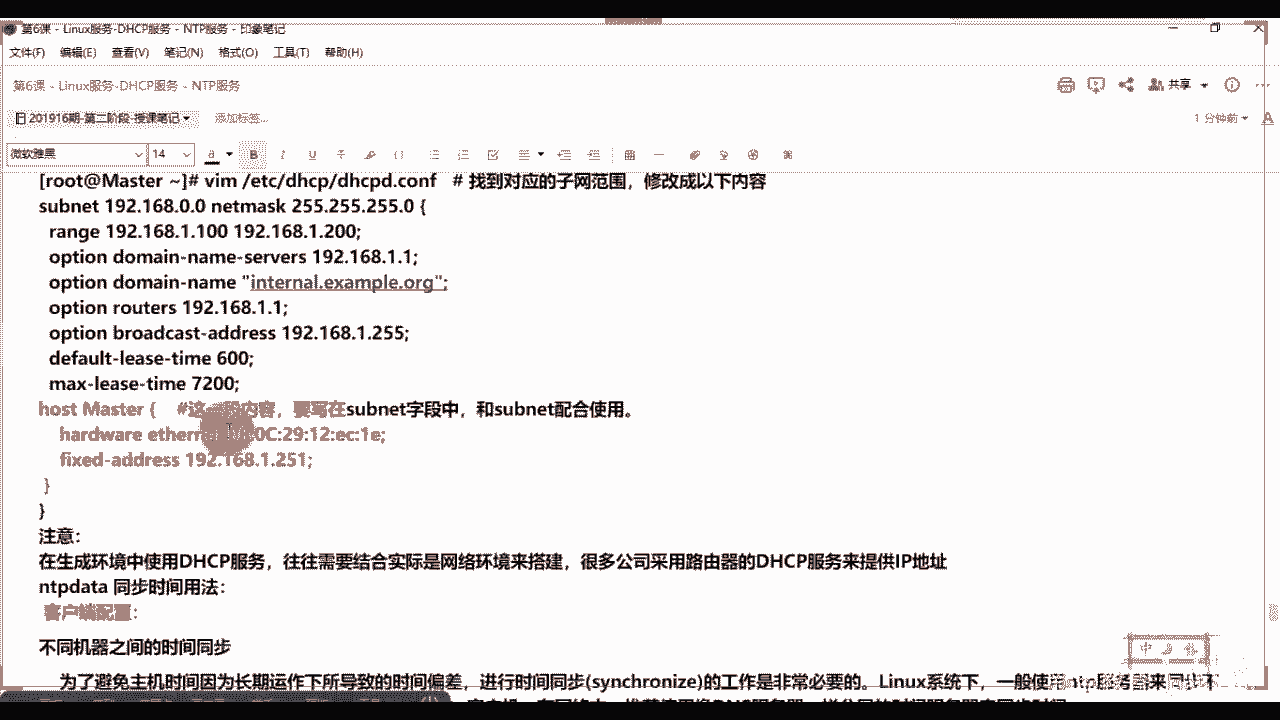 第6课 - Linux服务-DHCP服务 - NTP服务 - 印象笔记
文件(F) 编辑(E) 查看(V) 笔记(N) 格式(O) 工具(T) 帮助(H)
第6课 - Linux服务-DHCP服务 - NTP服务
共享
201916期-第二阶段-授课笔记 添加标签...
1 分钟前
微软雅黑 14 a B I U T
[root@Master ~]# vim /etc/dhcp/dhcpd.conf # 找到对应的子网范围，修改成以下内容
subnet 192.168.0.0 netmask 255.255.255.0 {
range 192.168.1.100 192.168.1.200;
option domain-name-servers 192.168.1.1;
option domain-name "internal.example.org";
option routers 192.168.1.1;
option broadcast-address 192.168.1.255;
default-lease-time 600;
max-lease-time 7200;
host Master { #这一段内容，要写在subnet字段中，和subnet配合使用。
hardware :0C:29:12:ec:1e;
fixed-address 192.168.1.251;
}
}
注意：
在生成环境中使用DHCP服务，往往需要结合实际是网络环境来搭建，很多公司采用路由器的DHCP服务来提供IP地址
ntpdata 同步时间用法：
客户端配置：
不同机器之间的时间同步
为了避免主机时间因为长期运作下所导致的时间偏差，进行时间同步(synchronize)的工作是非常必要的。Linux系统下，一般使用ntp服务器来同步不